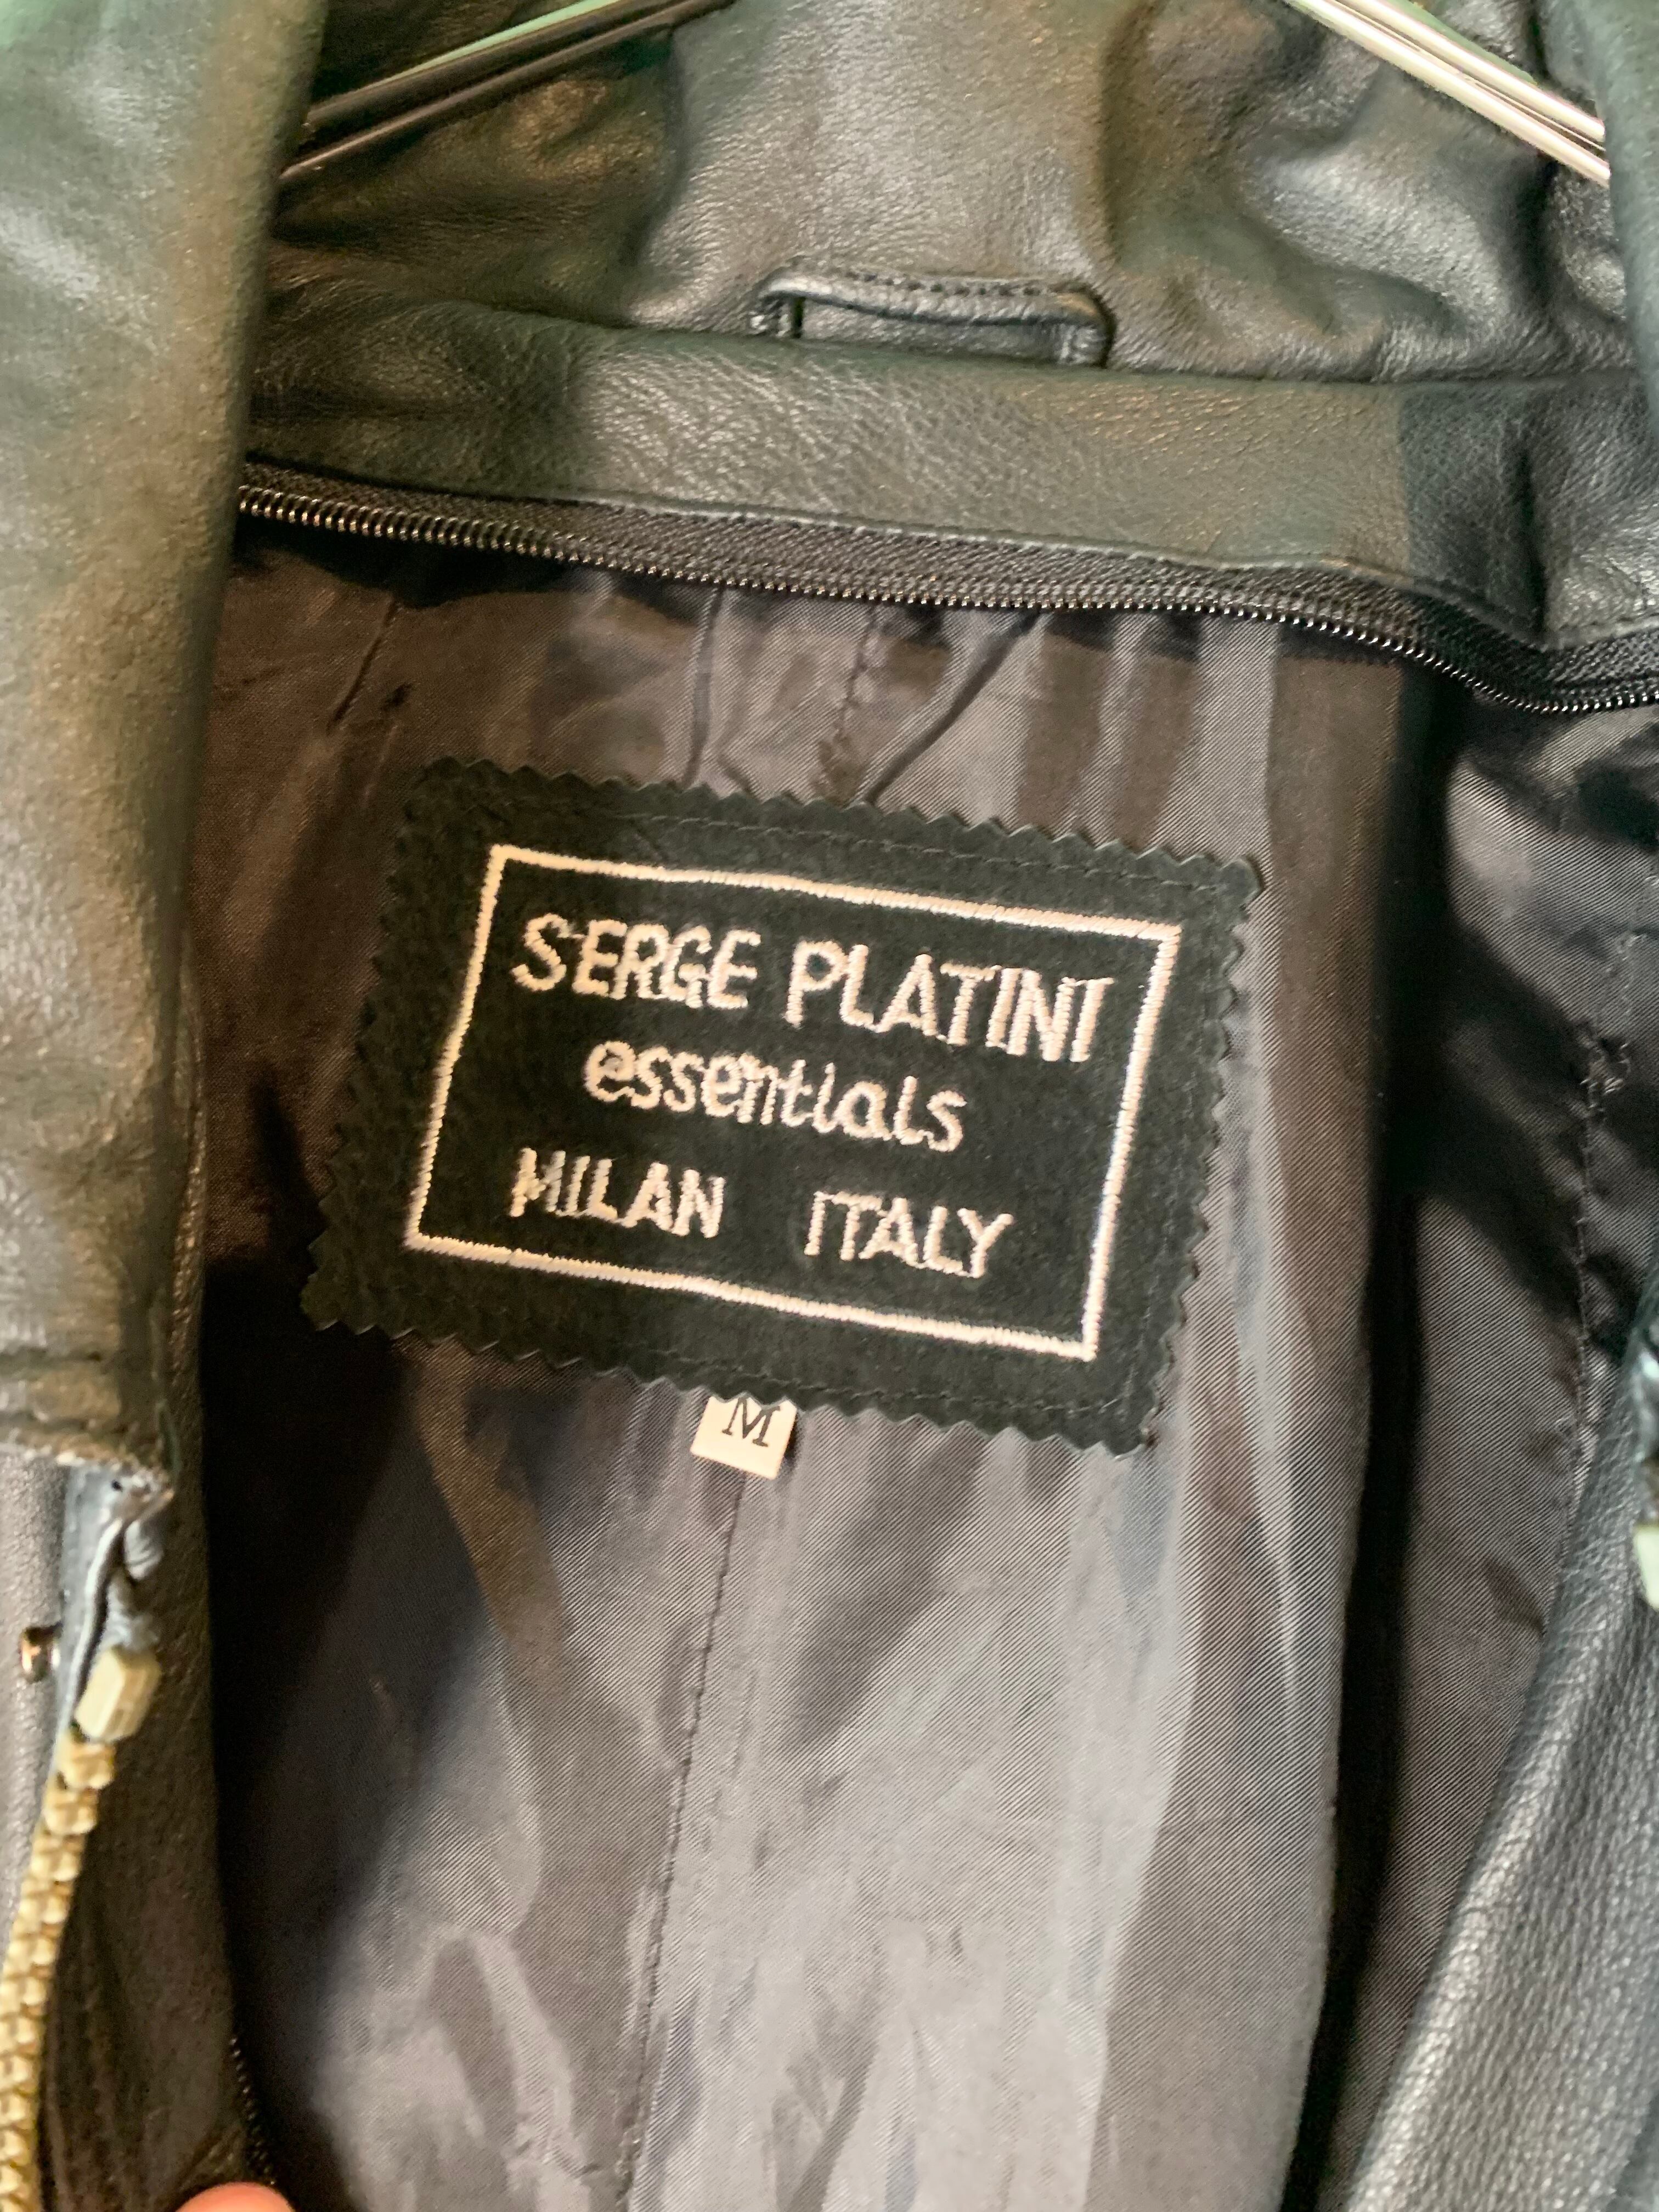 SERGE PLATINI
essentials
MILAN ITALY
M